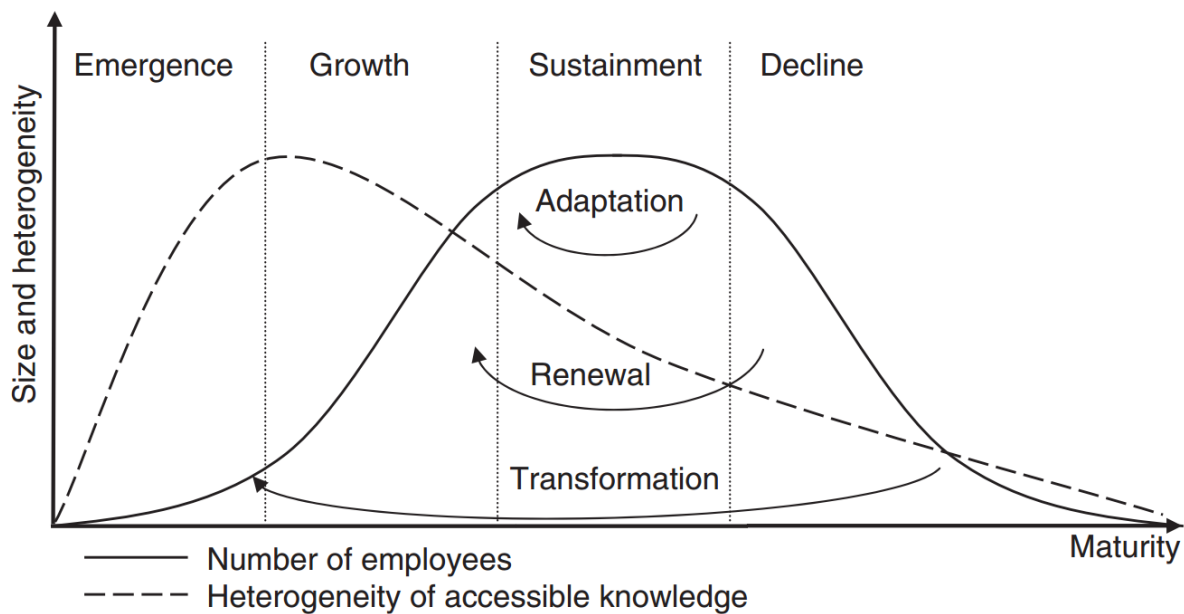 Emergence
Growth
Sustainment
Decline
Size and heterogeneity
Adaptation
Renewal
Transformation
Maturity
Number of employees
Heterogeneity of accessible knowledge